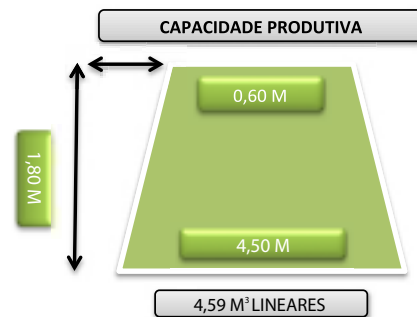 CAPACIDADE PRODUTIVA
0,60 M
1,80 M
4,50 M
4,59 M³ LINEARES